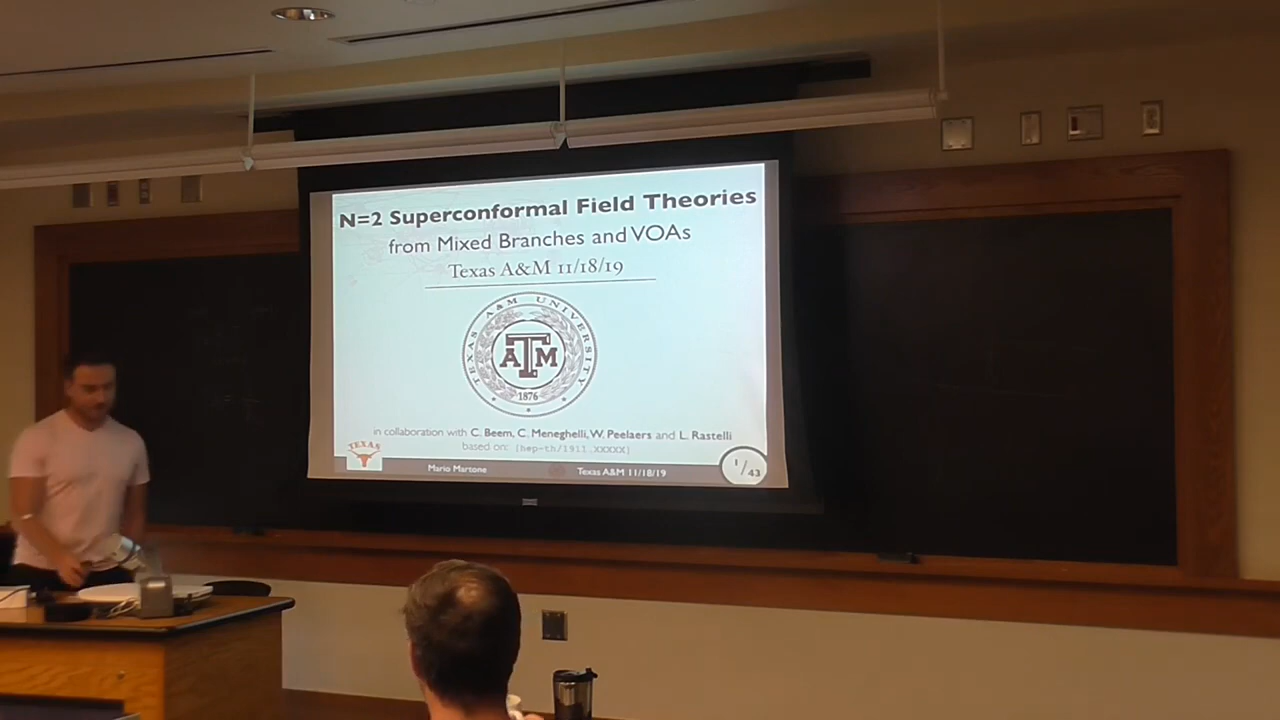 N=2 Superconformal Field Theories
from Mixed Branches and VOAs
Texas A&M 11/18/19
TEXAS A&M UNIVERSITY
ATM
1876
in collaboration with C. Beem, C. Meneghelli, W. Peelaers and L. Rastelli
based on: [hep-th/1911.XXXXX]
TEXAS
Mario Martone
Texas A&M 11/18/19
1/43